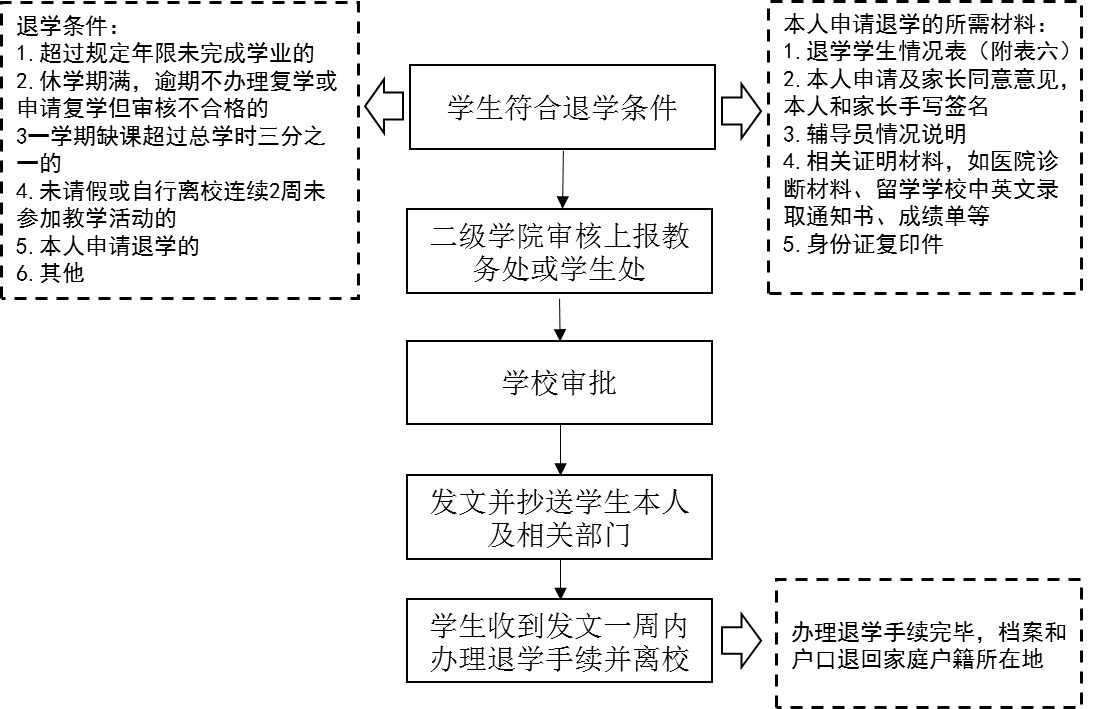 退学条件：
1.超过规定年限未完成学业的
2.休学期满，逾期不办理复学或
申请复学但审核不合格的
3一学期缺课超过总学时三分之
一的
4.未请假或自行离校连续2周未
参加教学活动的
5.本人申请退学的
6.其他
学生符合退学条件
本人申请退学的所需材料：
1.退学学生情况表（附表六）
2.本人申请及家长同意意见，
本人和家长手写签名
3.辅导员情况说明
4.相关证明材料，如医院诊
断材料、留学学校中英文录
取通知书、成绩单等
5.身份证复印件
二级学院审核上报教
务处或学生处
学校审批
发文并抄送学生本人
及相关部门
学生收到发文一周内
办理退学手续并离校
办理退学手续完毕，档案和
户口退回家庭户籍所在地